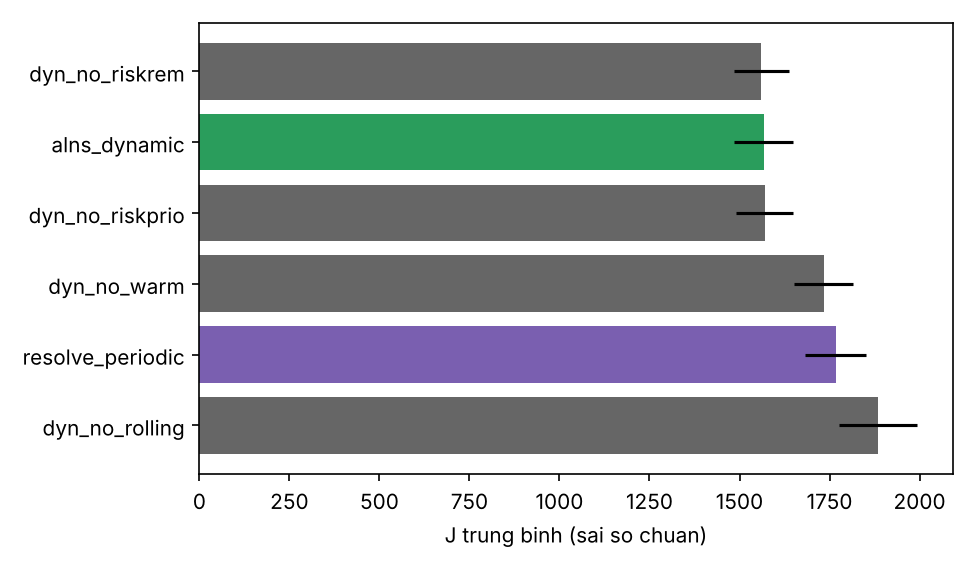 dyn_no_riskrem
alns_dynamic
dyn_no_riskprio
dyn_no_warm
resolve_periodic
dyn_no_rolling
0 250 500 750 1000 1250 1500 1750 2000
J trung binh (sai so chuan)